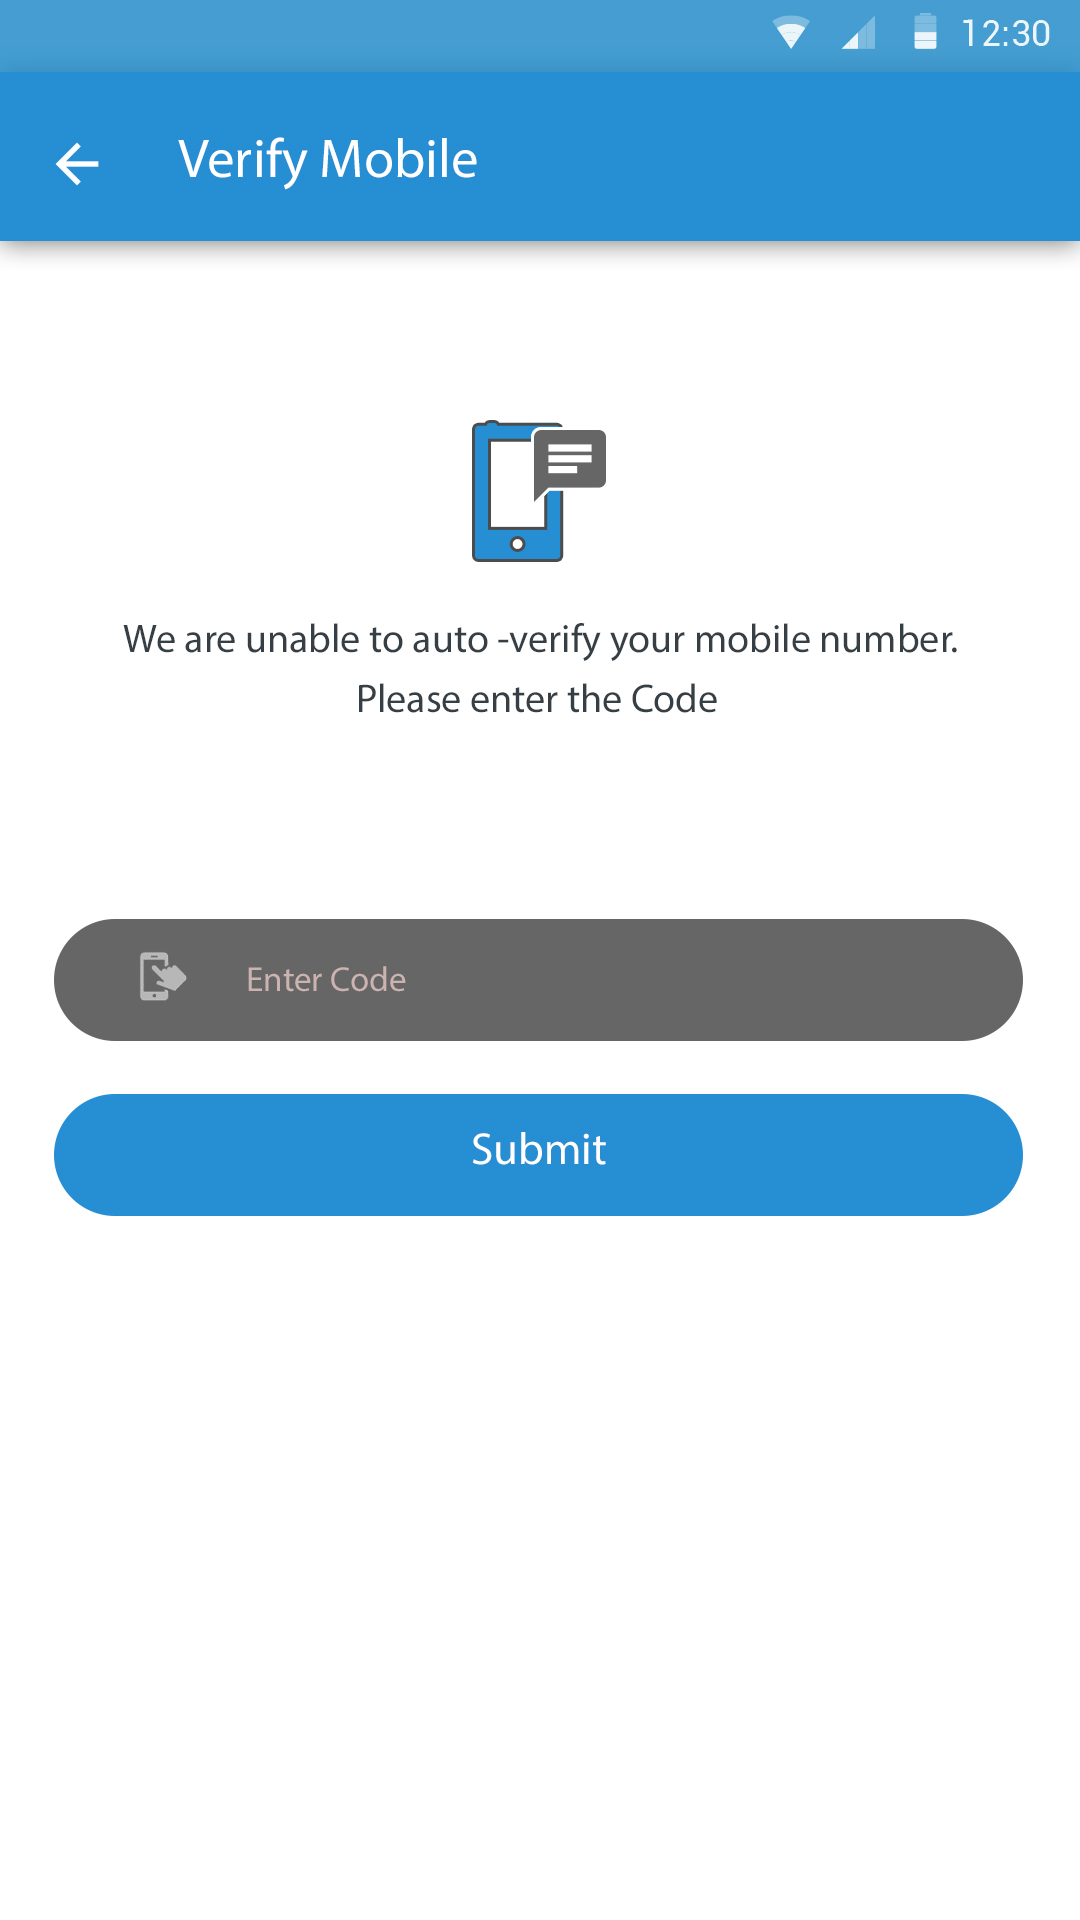 12:30
Verify Mobile
We are unable to auto -verify your mobile number.
Please enter the Code
Enter Code
Submit